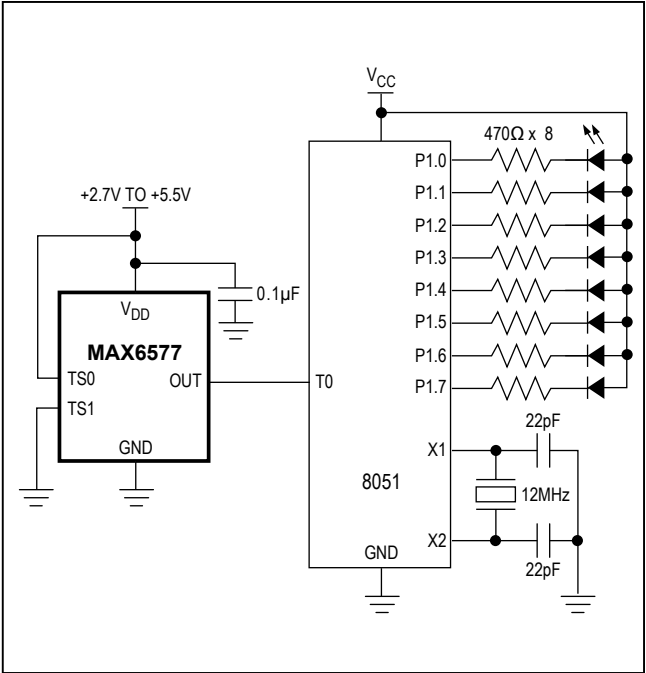 V_CC
470Ω x 8
P1.0
P1.1
P1.2
P1.3
P1.4
P1.5
P1.6
P1.7
+2.7V TO +5.5V
0.1µF
V_DD
MAX6577
TS0
OUT
TS1
GND
T0
8051
X1
X2
GND
22pF
12MHz
22pF